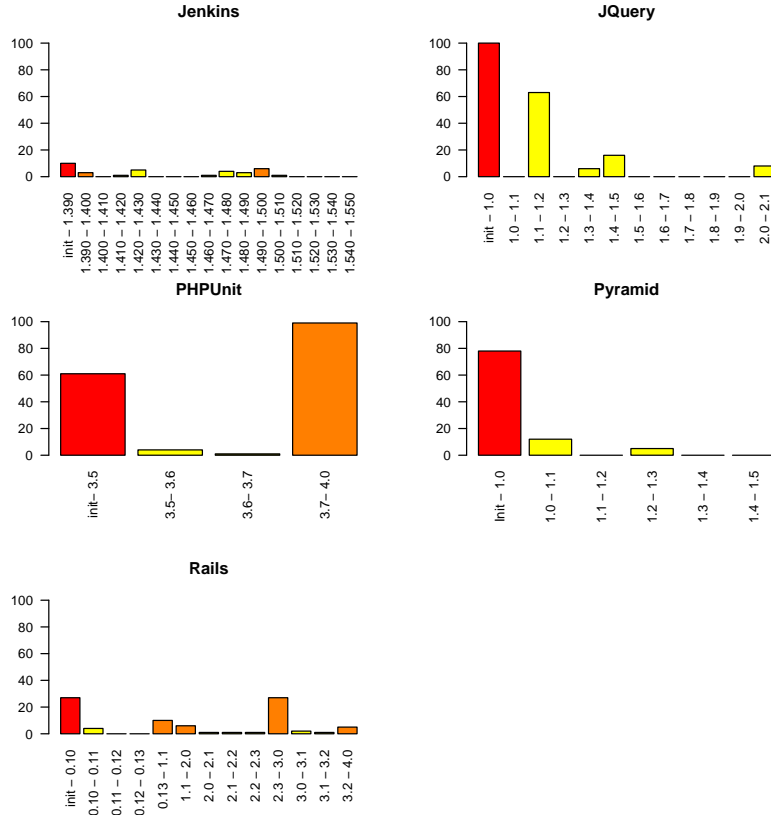 Jenkins
100
80
60
40
20
0
init − 1.390
1.390 − 1.400
1.400 − 1.410
1.410 − 1.420
1.420 − 1.430
1.430 − 1.440
1.440 − 1.450
1.450 − 1.460
1.460 − 1.470
1.470 − 1.480
1.480 − 1.490
1.490 − 1.500
1.500 − 1.510
1.510 − 1.520
1.520 − 1.530
1.530 − 1.540
1.540 − 1.550
JQuery
100
80
60
40
20
0
init − 1.0
1.0 − 1.1
1.1 − 1.2
1.2 − 1.3
1.3 − 1.4
1.4 − 1.5
1.5 − 1.6
1.6 − 1.7
1.7 − 1.8
1.8 − 1.9
1.9 − 2.0
2.0 − 2.1
PHPUnit
100
80
60
40
20
0
init− 3.5
3.5− 3.6
3.6− 3.7
3.7− 4.0
Pyramid
100
80
60
40
20
0
Init − 1.0
1.0 − 1.1
1.1 − 1.2
1.2 − 1.3
1.3 − 1.4
1.4 − 1.5
Rails
100
80
60
40
20
0
init − 0.10
0.10 − 0.11
0.11 − 0.12
0.12 − 0.13
0.13 − 1.1
1.1 − 2.0
2.0 − 2.1
2.1 − 2.2
2.2 − 2.3
2.3 − 3.0
3.0 − 3.1
3.1 − 3.2
3.2 − 4.0